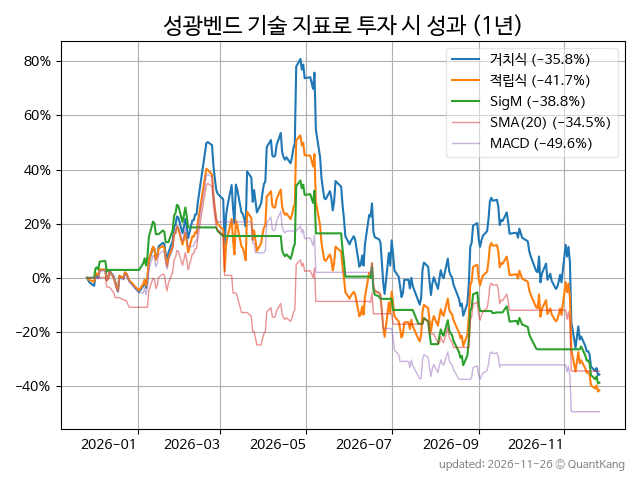 성광벤드 기술 지표로 투자 시 성과 (1년)
거치식 (−35.8%)
적립식 (−41.7%)
SigM (−38.8%)
SMA(20) (−34.5%)
MACD (−49.6%)
80%
60%
40%
20%
0%
−20%
−40%
2026-01 2026-03 2026-05 2026-07 2026-09 2026-11
updated: 2026-11-26 © QuantKang